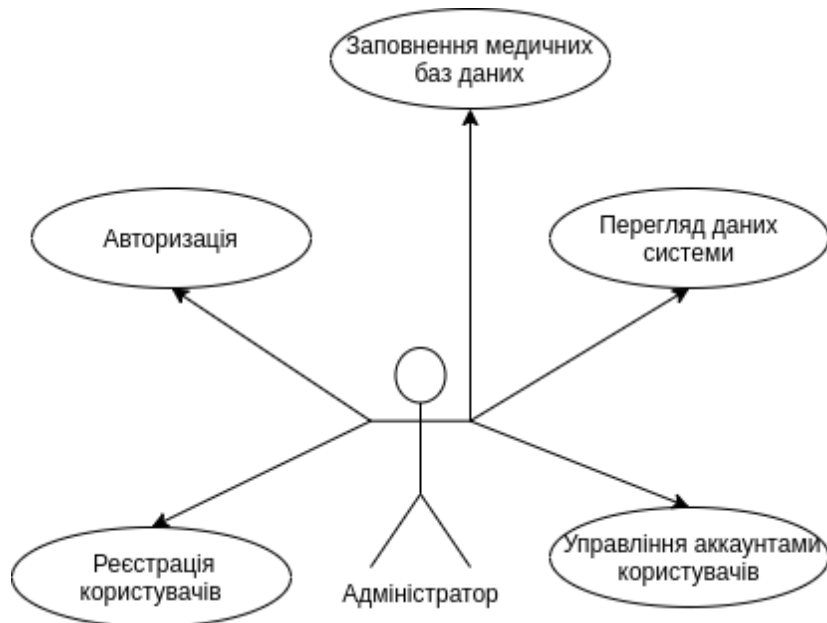 Заповнення медичних
баз даних
Авторизація
Перегляд даних
системи
Реєстрація
користувачів
Адміністратор
Управління аккаунтами
користувачів